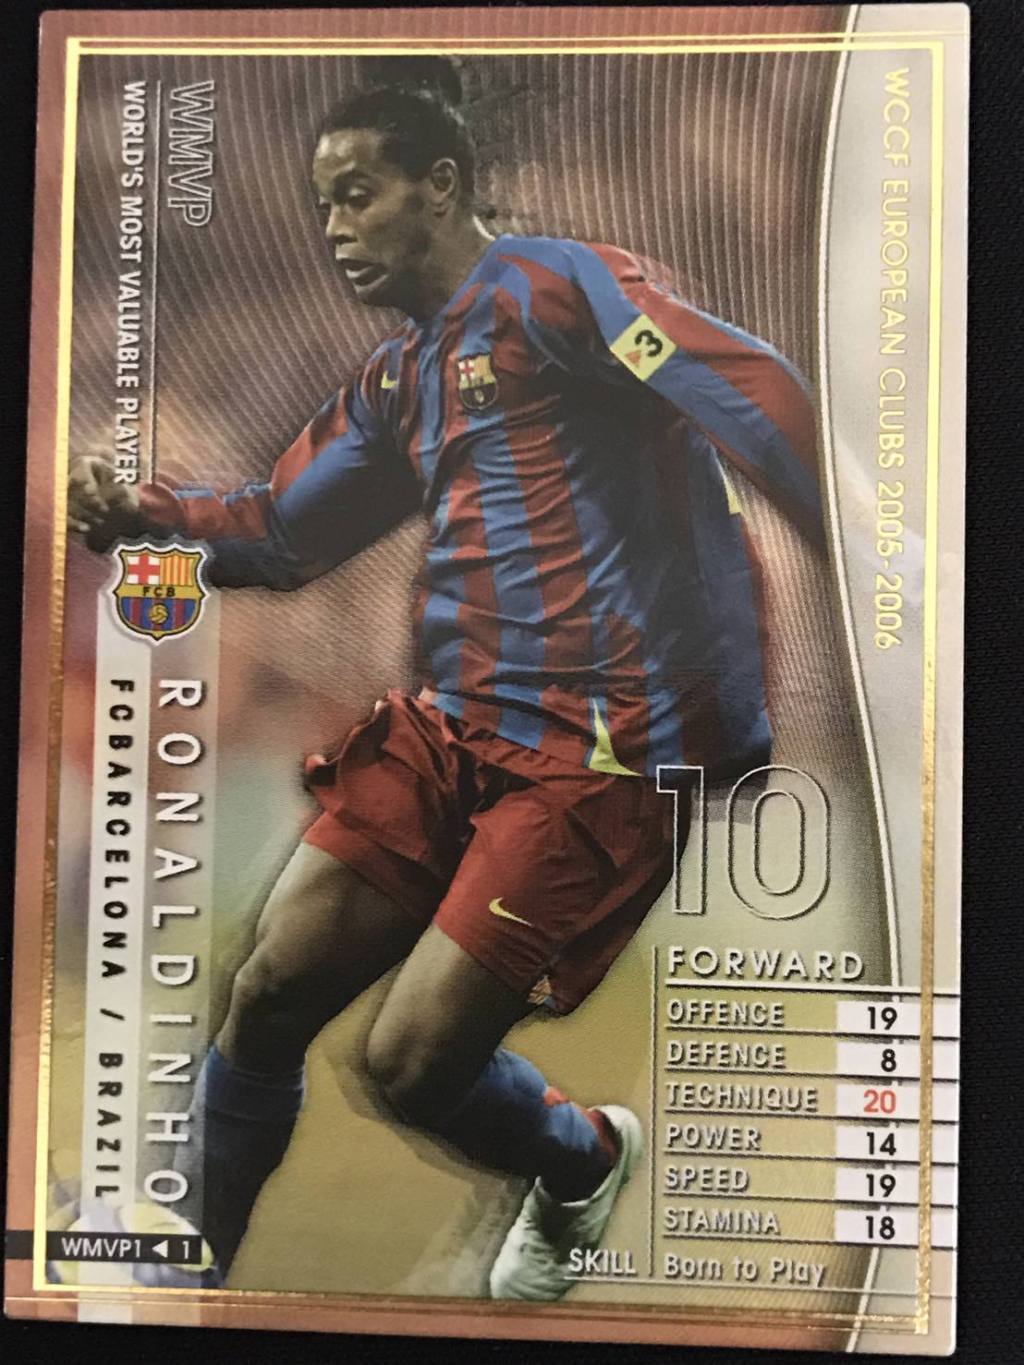 WCCF EUROPEAN CLUBS 2005-2006
WMVP
WORLD'S MOST VALUABLE PLAYER
3
FCB
RONALDINHO
FCBARCELONA / BRAZIL
10
FORWARD
OFFENCE 19
DEFENCE 8
TECHNIQUE 20
POWER 14
SPEED 19
STAMINA 18
SKILL Born to Play
WMVP1 ◀ 1